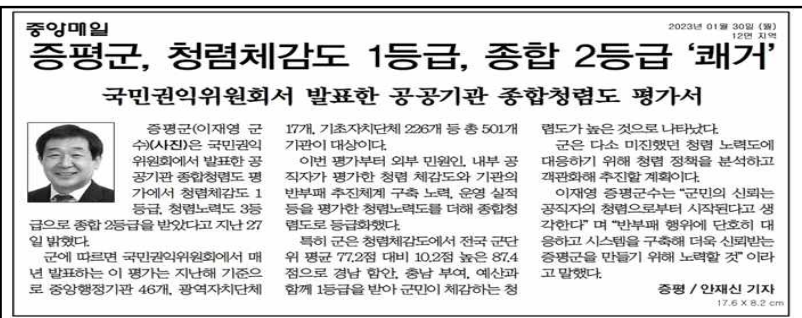 중앙매일
2023년 01월 30일 (월)
12면 지역
증평군, 청렴체감도 1등급, 종합 2등급 '쾌거'
국민권익위원회서 발표한 공공기관 종합청렴도 평가서
증평군(이재영 군
수)(사진)은 국민권익
위원회에서 발표한 공
공기관 종합청렴도 평
가에서 청렴체감도 1
등급, 청렴노력도 3등
급으로 종합 2등급을 받았다고 지난 27
일 밝혔다.
군에 따르면 국민권익위원회에서 매
년 발표하는 이 평가는 지난해 기준으
로 중앙행정기관 46개, 광역자치단체
17개, 기초자치단체 226개 등 총 501개
기관이 대상이다.
이번 평가부터 외부 민원인, 내부 공
직자가 평가한 청렴 체감도와 기관의
반부패 추진체계 구축 노력, 운영 실적
등을 평가한 청렴노력도를 더해 종합청
렴도로 등급화했다.
특히 군은 청렴체감도에서 전국 군단
위 평균 77.2점 대비 10.2점 높은 87.4
점으로 경남 함안, 충남 부여, 예산과
함께 1등급을 받아 군민이 체감하는 청
렴도가 높은 것으로 나타났다.
군은 다소 미진했던 청렴 노력도에
대응하기 위해 청렴 정책을 분석하고
객관화해 추진할 계획이다.
이재영 증평군수는 "군민의 신뢰는
공직자의 청렴으로부터 시작된다고 생
각한다" 며 "반부패 행위에 단호히 대
응하고 시스템을 구축해 더욱 신뢰받는
증평군을 만들기 위해 노력할 것" 이라
고 말했다.
증평 / 안재신 기자
17.6 X 8.2 cm